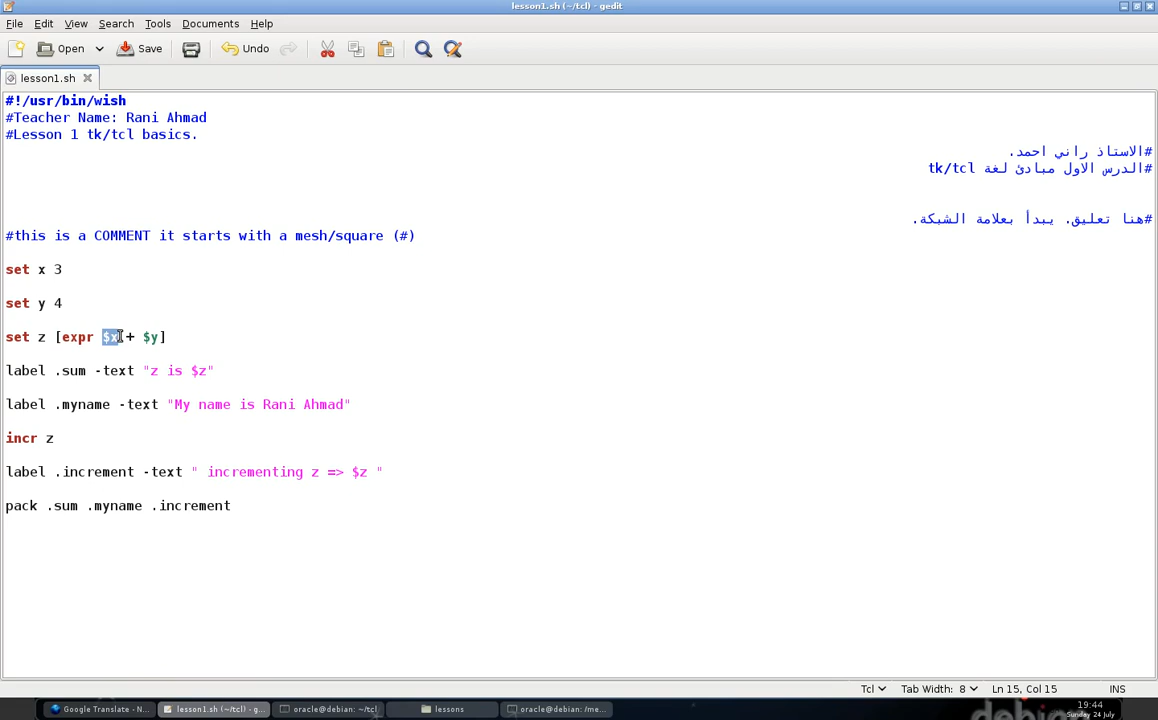 lesson1.sh (~/tcl) - gedit
File Edit View Search Tools Documents Help
Open Save Undo
lesson1.sh
#!/usr/bin/wish
#Teacher Name: Rani Ahmad
#Lesson 1 tk/tcl basics.
#الاستاذ راني احمد.
#الدرس الاول مبادئ لغة tk/tcl
#هنا تعليق. يبدأ بعلامة الشبكة.
#this is a COMMENT it starts with a mesh/square (#)
set x 3
set y 4
set z [expr $x + $y]
label .sum -text "z is $z"
label .myname -text "My name is Rani Ahmad"
incr z
label .increment -text " incrementing z => $z "
pack .sum .myname .increment
Tcl Tab Width: 8 Ln 15, Col 15 INS
Google Translate - N... lesson1.sh (~/tcl) - g... oracle@debian: ~/tcl lessons oracle@debian: /me... 19:44
Sunday 24 July
debian